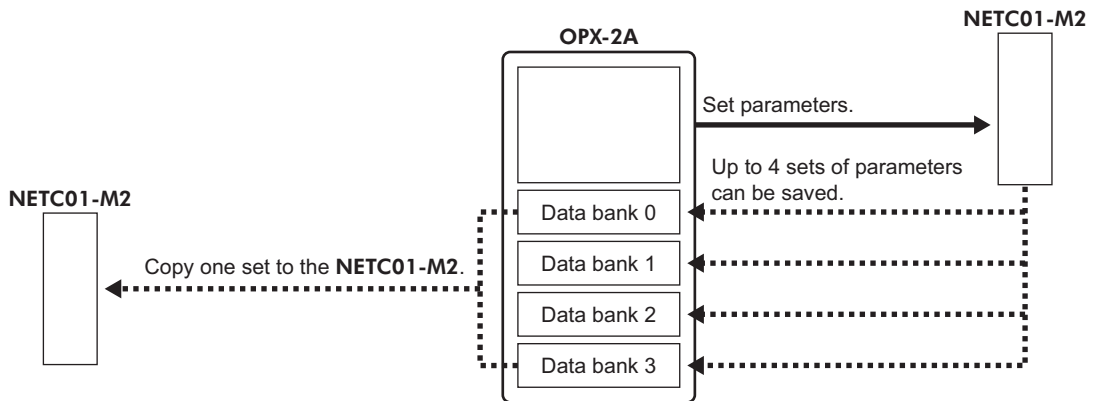 NETC01-M2
OPX-2A
Set parameters.
Up to 4 sets of parameters
can be saved.
NETC01-M2
Data bank 0
Copy one set to the NETC01-M2.
Data bank 1
Data bank 2
Data bank 3